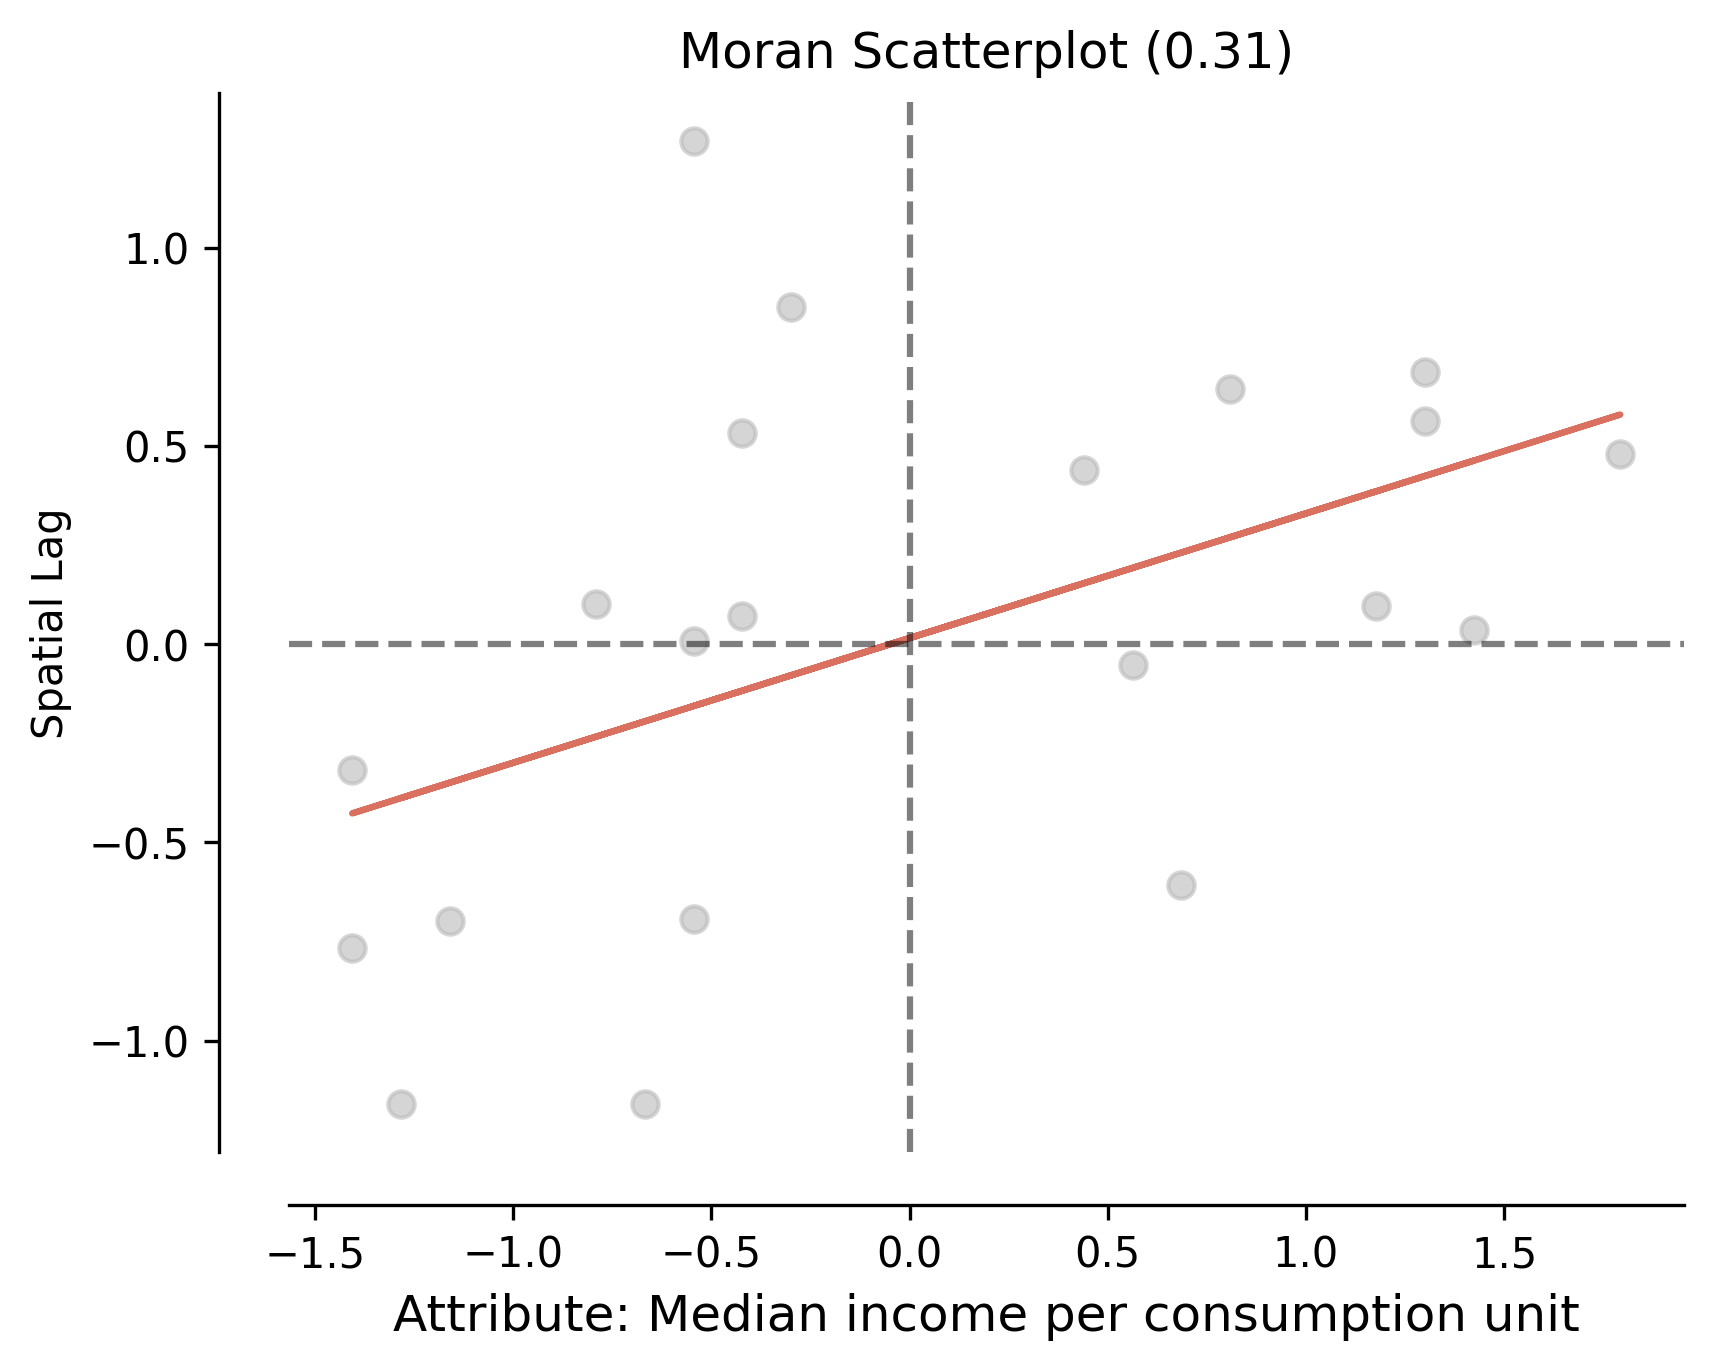 Moran Scatterplot (0.31)
1.0
0.5
0.0
−0.5
−1.0
Spatial Lag
−1.5 −1.0 −0.5 0.0 0.5 1.0 1.5
Attribute: Median income per consumption unit